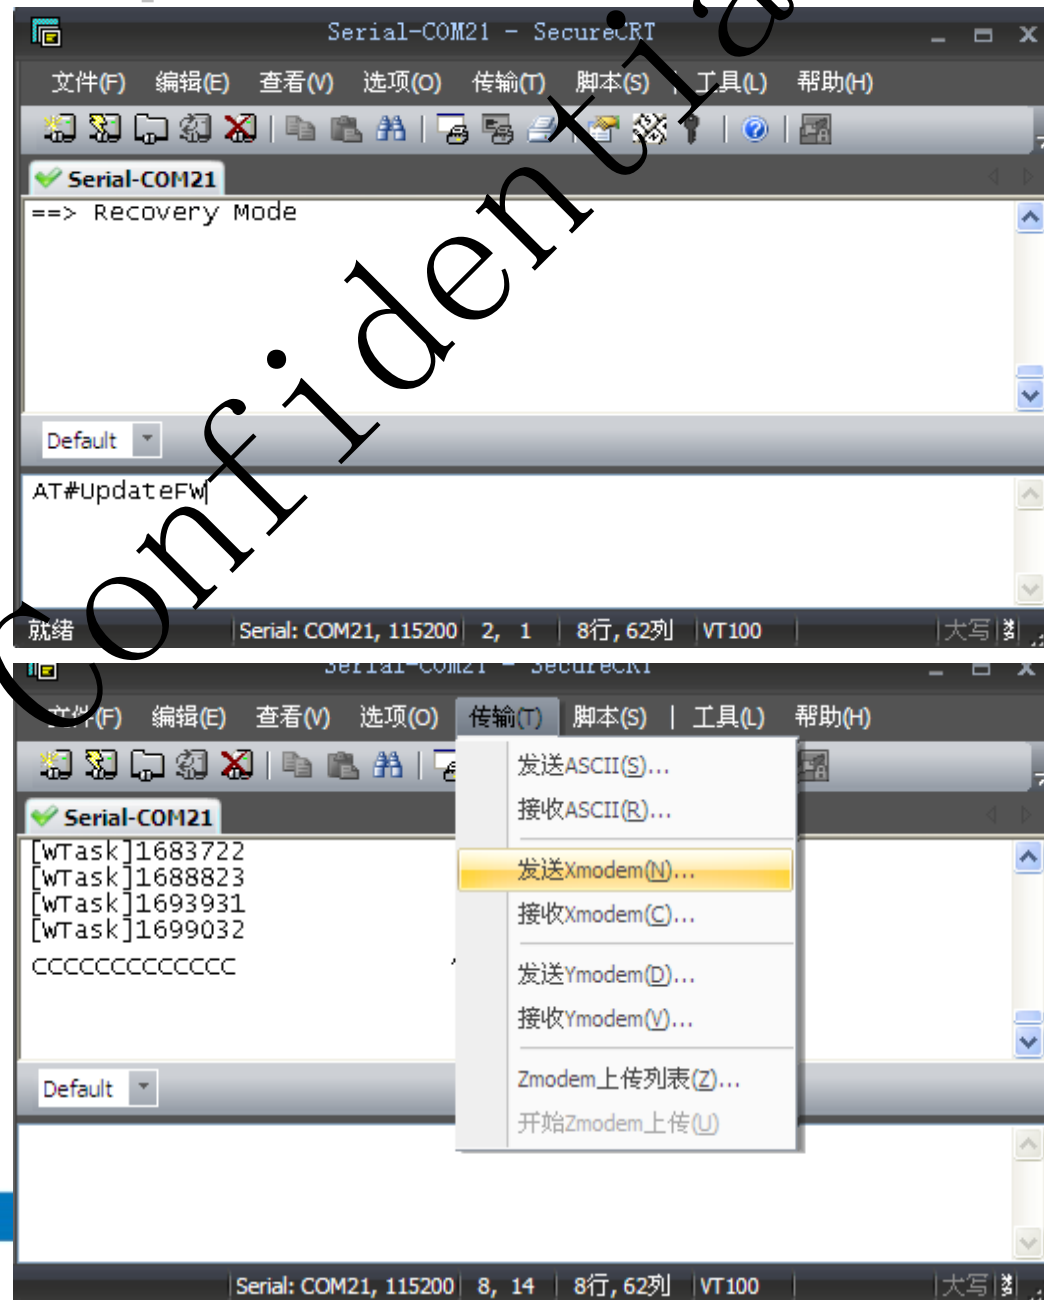 Serial-COM21 - SecureCRT
文件(F) 编辑(E) 查看(V) 选项(O) 传输(T) 脚本(S) | 工具(L) 帮助(H)
Serial-COM21
==> Recovery Mode
Default
AT#UpdateFW
就绪 Serial: COM21, 115200 2, 1 8行, 62列 VT100 大写
Confidentia
Serial-COM21 - SecureCRT
文件(F) 编辑(E) 查看(V) 选项(O) 传输(T) 脚本(S) | 工具(L) 帮助(H)
发送ASCII(S)...
接收ASCII(R)...
发送Xmodem(N)...
接收Xmodem(C)...
发送Ymodem(D)...
接收Ymodem(V)...
Zmodem上传列表(Z)...
开始Zmodem上传(U)
Serial-COM21
[WTask]1683722
[WTask]1688823
[WTask]1693931
[WTask]1699032
CCCCCCCCCCCCC
Default
Serial: COM21, 115200 8, 14 8行, 62列 VT100 大写